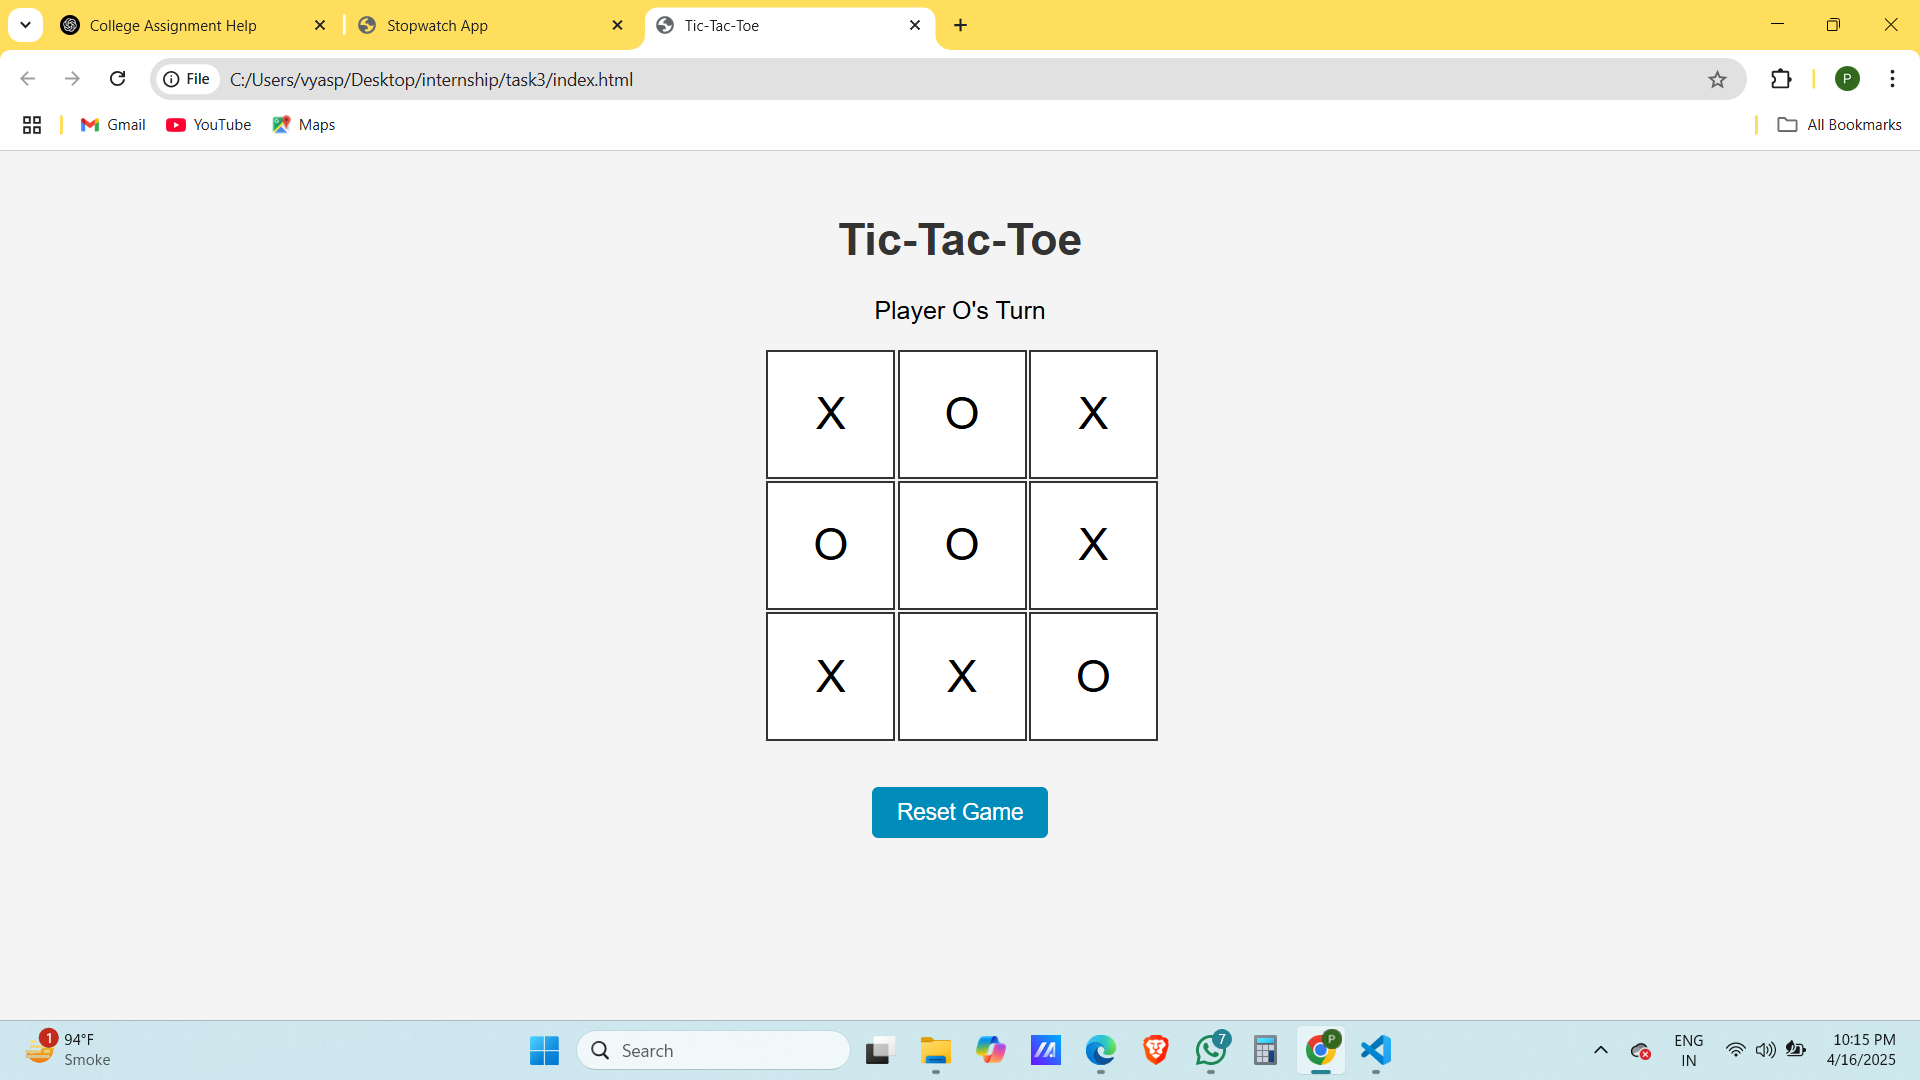 College Assignment Help
Stopwatch App
Tic-Tac-Toe
File
C:/Users/vyasp/Desktop/internship/task3/index.html
P
Gmail
YouTube
Maps
All Bookmarks
Tic-Tac-Toe
Player O's Turn
X O X
O O X
X X O
Reset Game
1
94°F
Smoke
Search
7
P
ENG
IN
10:15 PM
4/16/2025